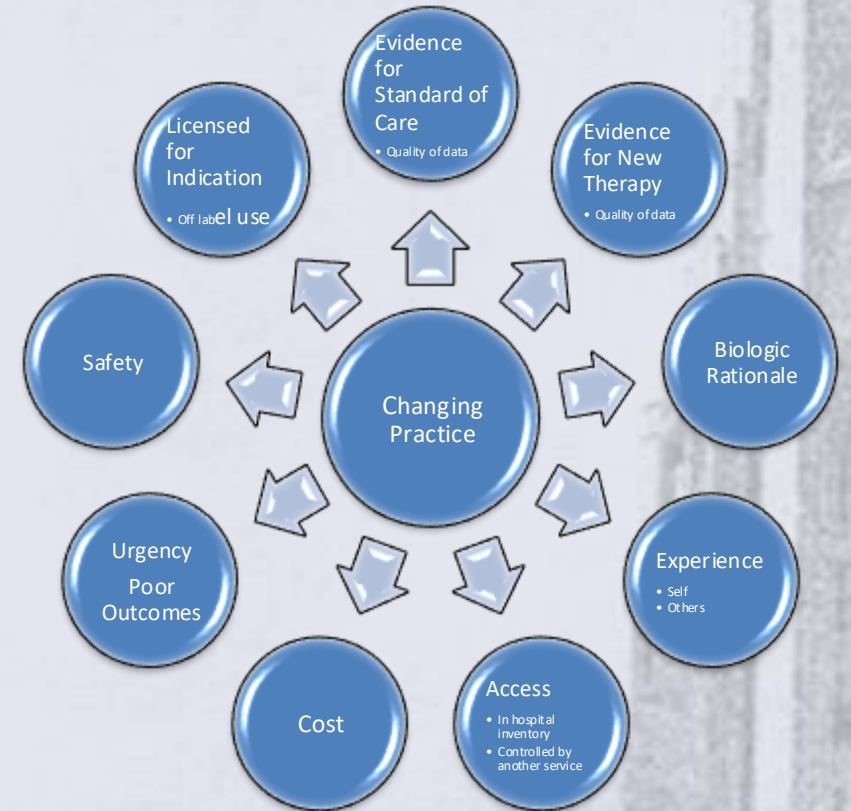 Evidence
for
Standard of
Care
• Quality of data
Evidence
for New
Therapy
• Quality of data
Biologic
Rationale
Experience
• Self
• Others
Access
• In hospital
inventory
• Controlled by
another service
Cost
Urgency
Poor
Outcomes
Safety
Licensed
for
Indication
• Off label use
Changing
Practice